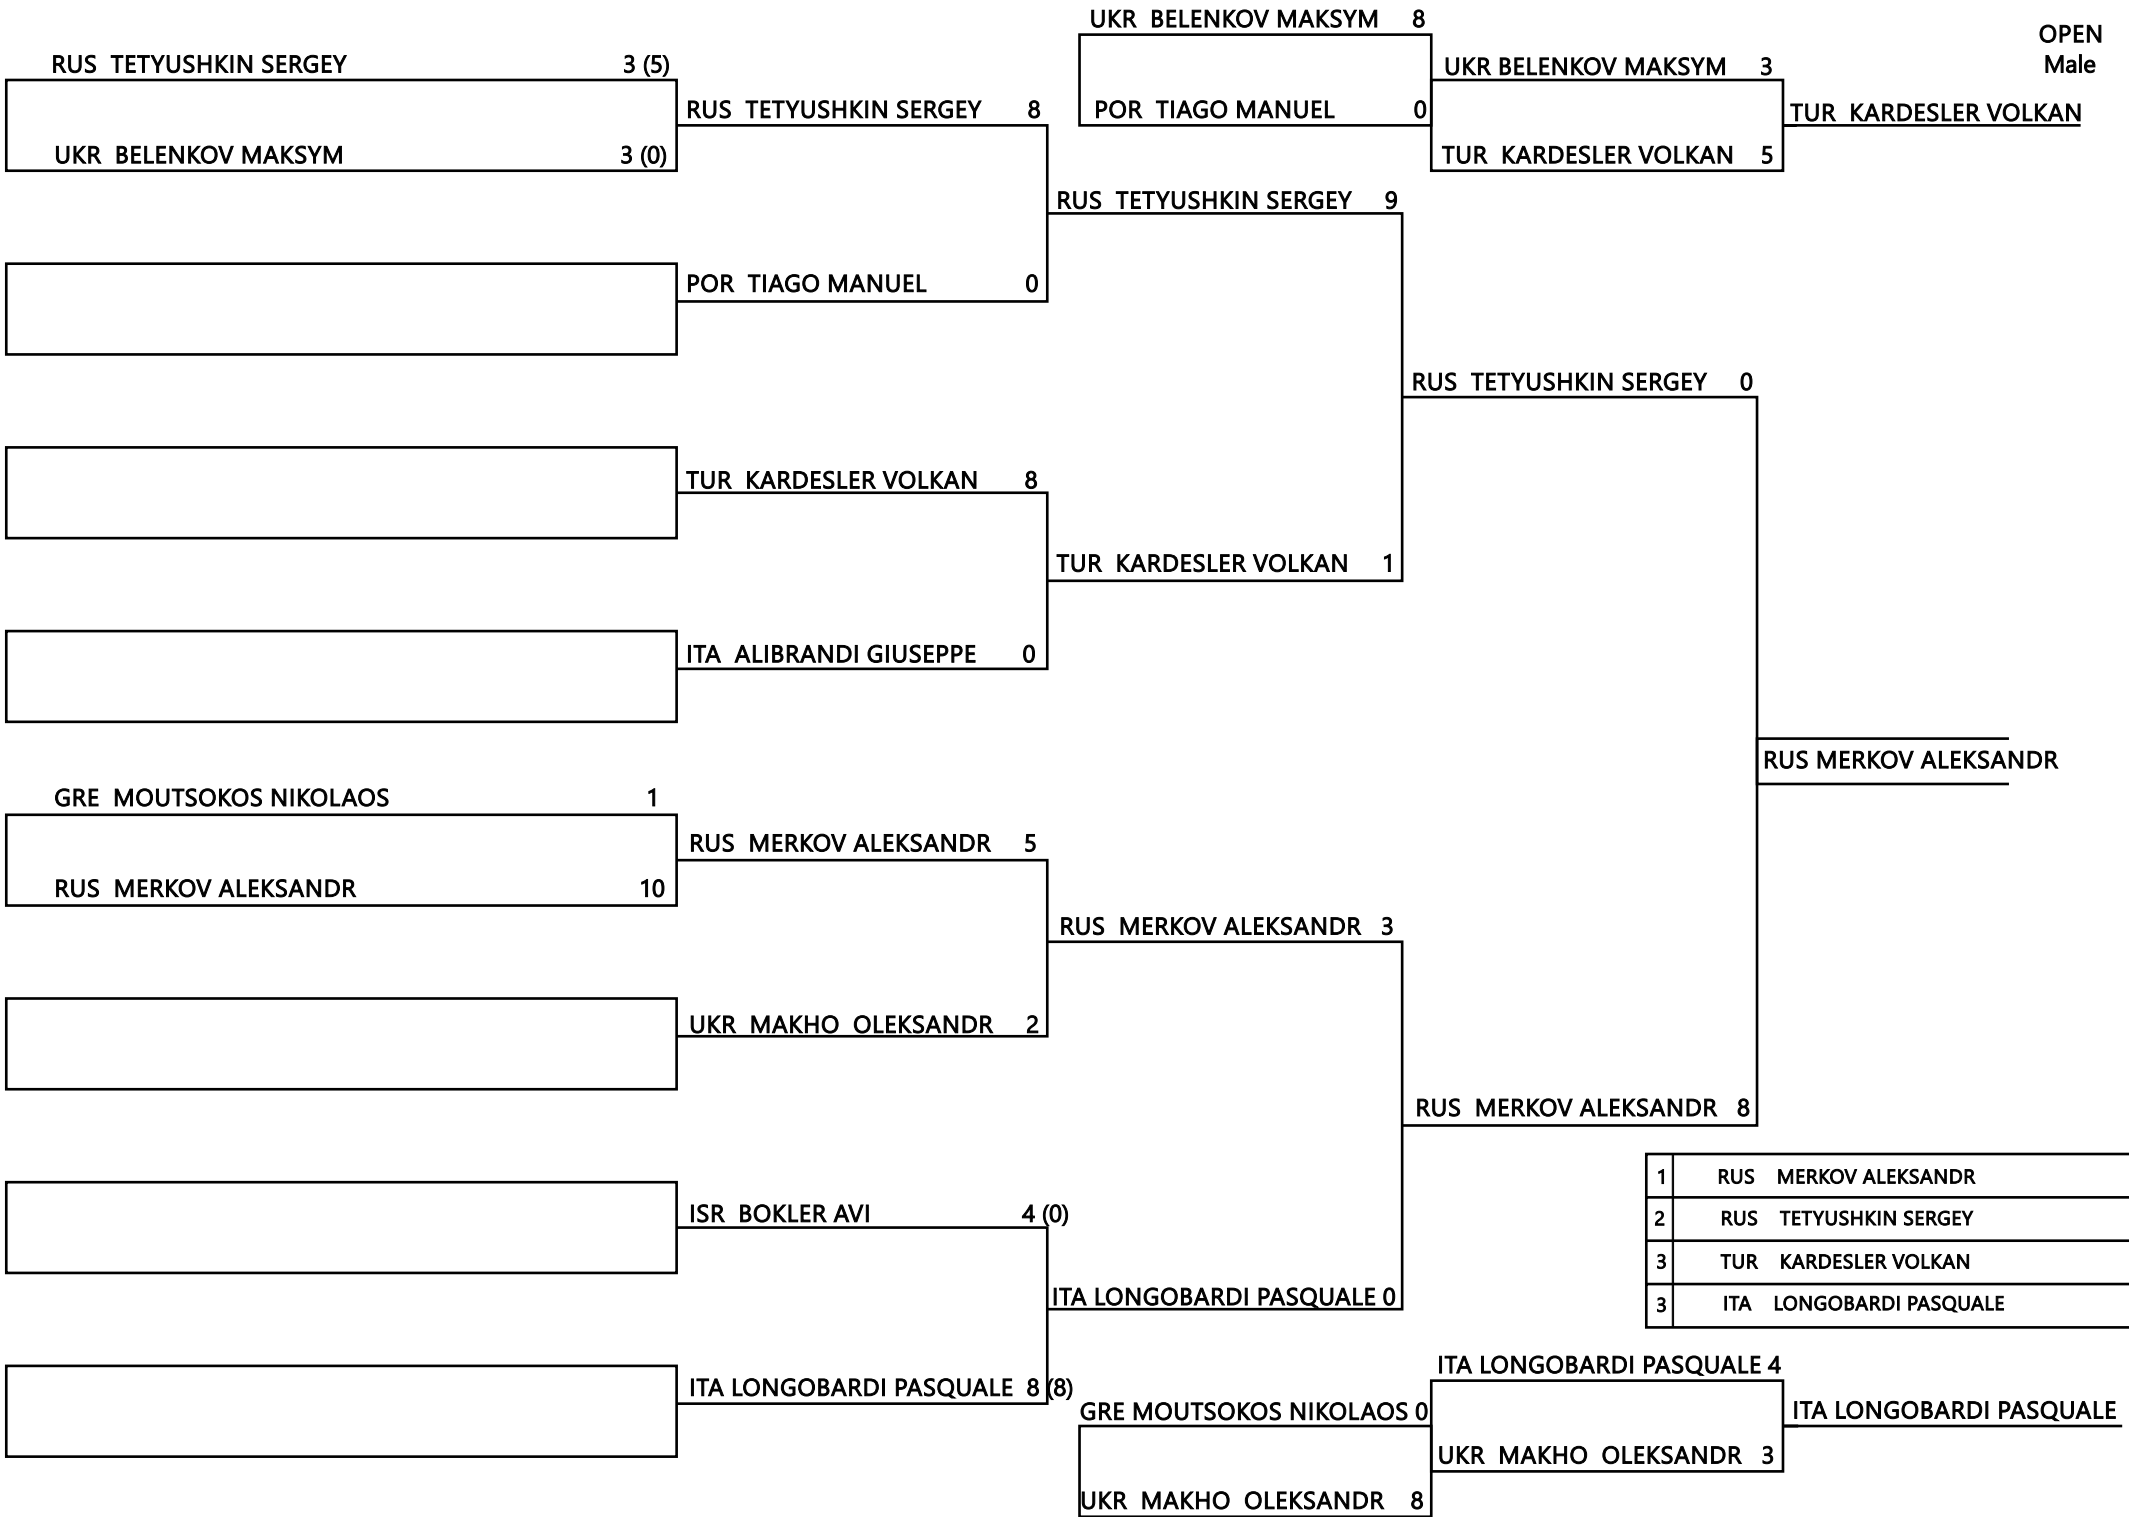 UKR BELENKOV MAKSYM 8
OPEN
Male
RUS TETYUSHKIN SERGEY 3 (5)
UKR BELENKOV MAKSYM 3
RUS TETYUSHKIN SERGEY 8
POR TIAGO MANUEL 0
TUR KARDESLER VOLKAN
UKR BELENKOV MAKSYM 3 (0)
TUR KARDESLER VOLKAN 5
RUS TETYUSHKIN SERGEY 9
POR TIAGO MANUEL 0
RUS TETYUSHKIN SERGEY 0
TUR KARDESLER VOLKAN 8
TUR KARDESLER VOLKAN 1
ITA ALIBRANDI GIUSEPPE 0
RUS MERKOV ALEKSANDR
GRE MOUTSOKOS NIKOLAOS 1
RUS MERKOV ALEKSANDR 5
RUS MERKOV ALEKSANDR 10
RUS MERKOV ALEKSANDR 3
UKR MAKHO OLEKSANDR 2
RUS MERKOV ALEKSANDR 8
1 RUS MERKOV ALEKSANDR
2 RUS TETYUSHKIN SERGEY
3 TUR KARDESLER VOLKAN
3 ITA LONGOBARDI PASQUALE
ISR BOKLER AVI 4 (0)
ITA LONGOBARDI PASQUALE 0
ITA LONGOBARDI PASQUALE 8 (8)
ITA LONGOBARDI PASQUALE 4
GRE MOUTSOKOS NIKOLAOS 0
ITA LONGOBARDI PASQUALE
UKR MAKHO OLEKSANDR 3
UKR MAKHO OLEKSANDR 8